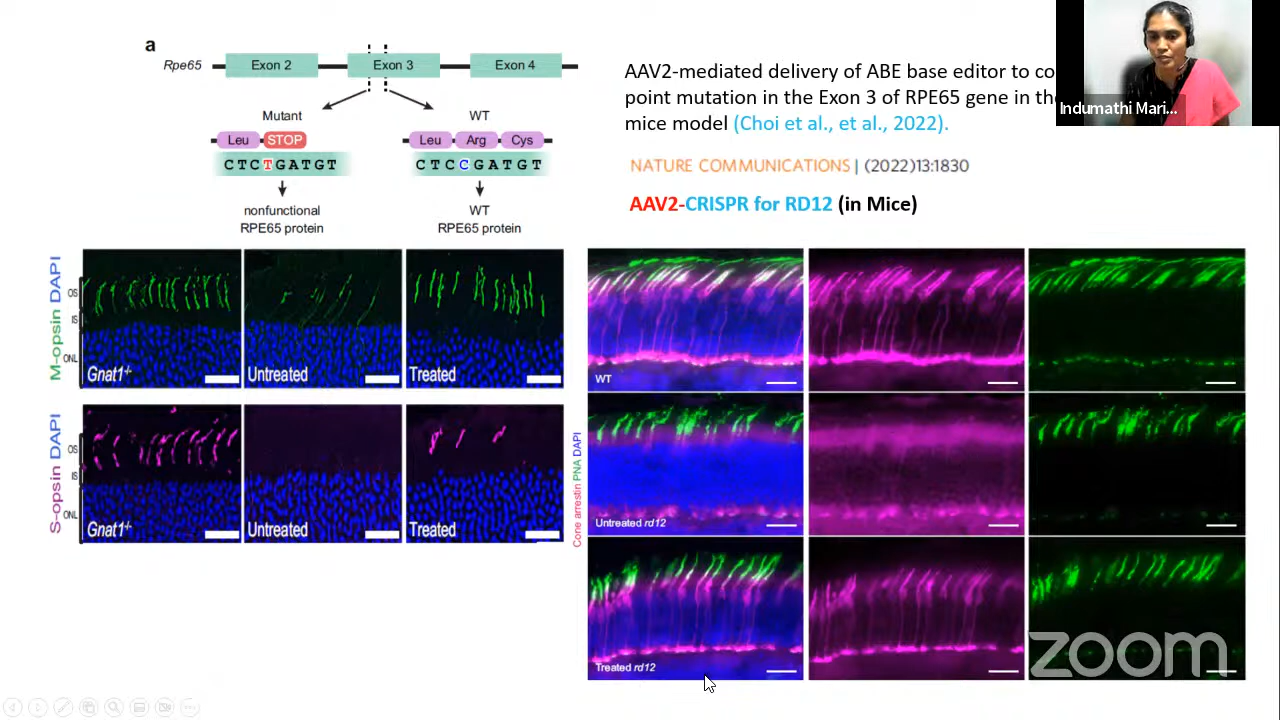 a
Rpe65
Exon 2
Exon 3
Exon 4
Mutant
WT
Leu STOP
Leu Arg Cys
CTCTGATGT
CTCCGATGT
nonfunctional
RPE65 protein
WT
RPE65 protein
AAV2-mediated delivery of ABE base editor to co
point mutation in the Exon 3 of RPE65 gene in the
mice model (Choi et al., et al., 2022).
NATURE COMMUNICATIONS | (2022)13:1830
AAV2-CRISPR for RD12 (in Mice)
Indumathi Mari...
M-opsin DAPI
OS
IS
ONL
Gnat1-/-
Untreated
Treated
S-opsin DAPI
OS
IS
ONL
Gnat1-/-
Untreated
Treated
Cone arrestin PNA DAPI
WT
Untreated rd12
Treated rd12
zoom